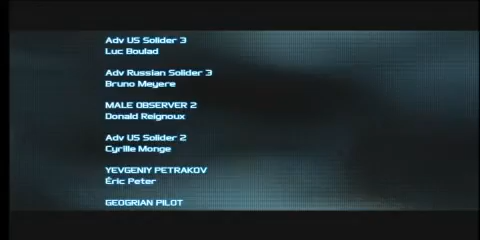 Adv US Solider 3
Luc Boulad
Adv Russian Solider 3
Bruno Meyere
MALE OBSERVER 2
Donald Reignoux
Adv US Solider 2
Cyrille Monge
YEVGENIY PETRAKOV
Éric Peter
GEOGRIAN PILOT